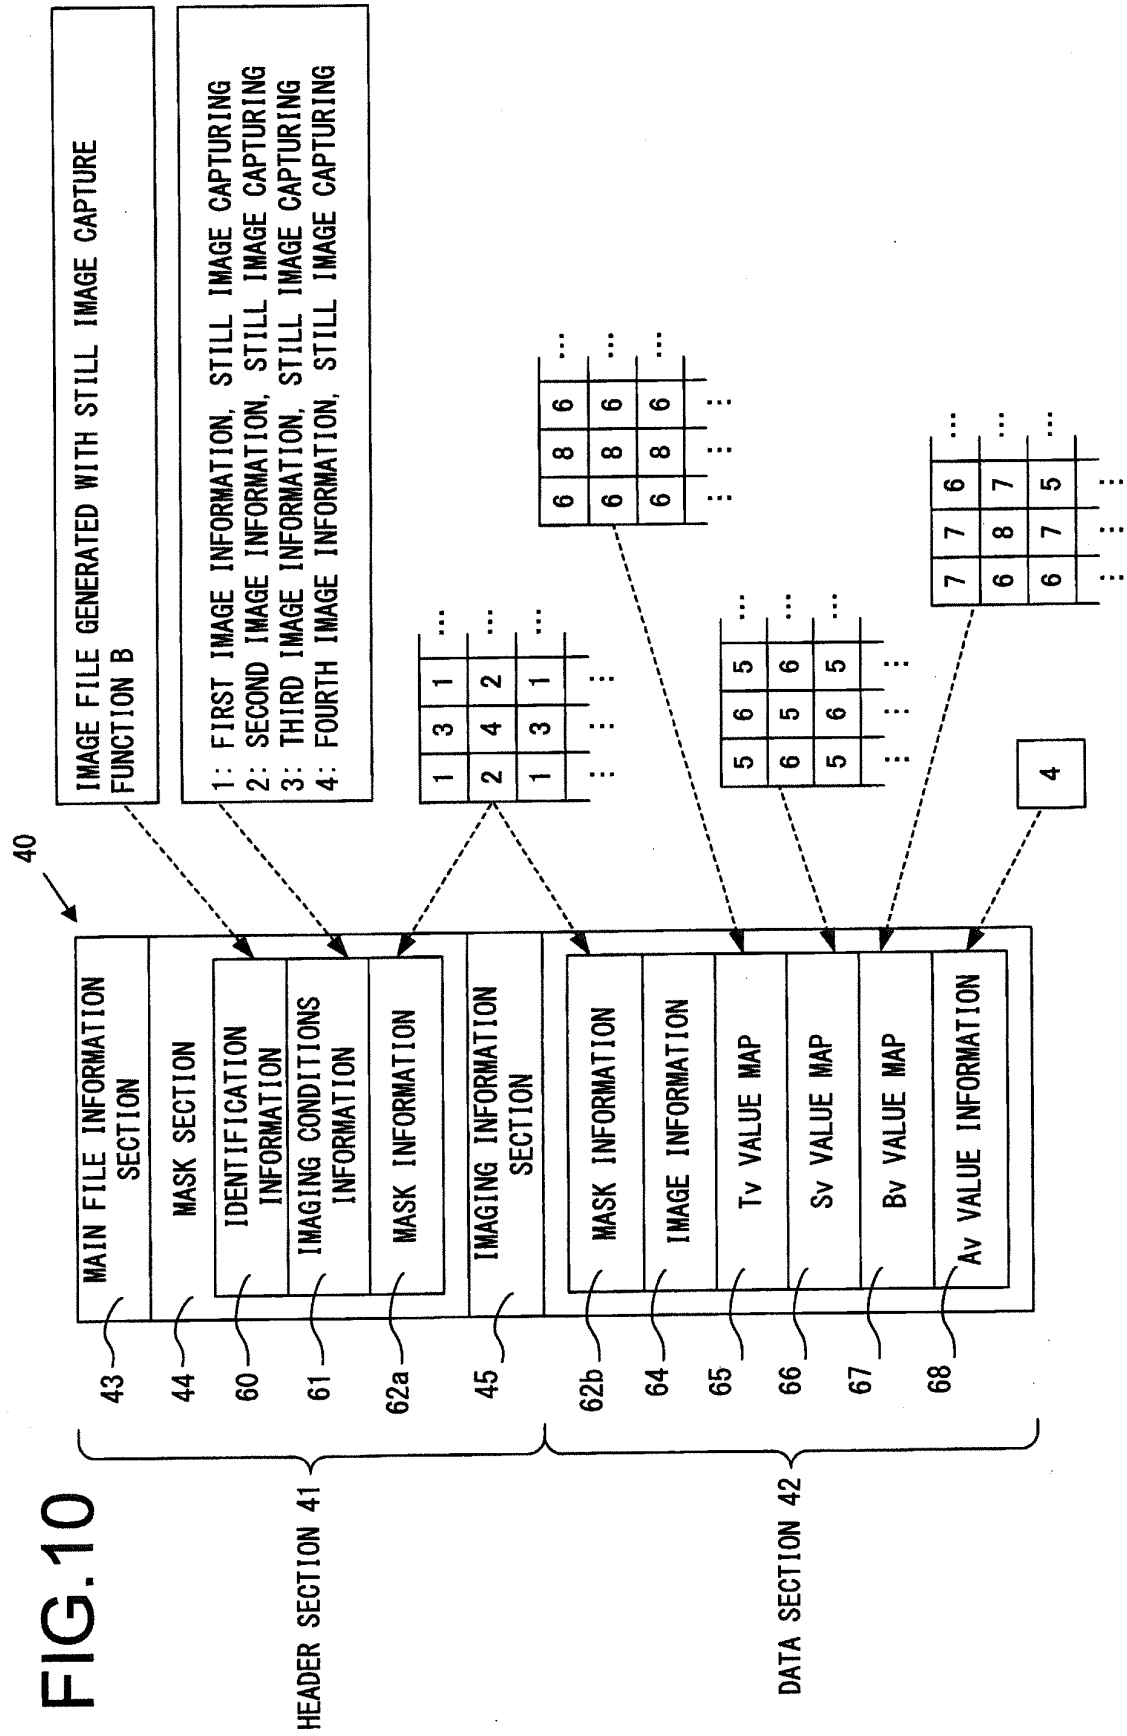 FIG.10
40
HEADER SECTION 41
DATA SECTION 42
43
MAIN FILE INFORMATION
SECTION
44
MASK SECTION
60
IDENTIFICATION
INFORMATION
61
IMAGING CONDITIONS
INFORMATION
62a
MASK INFORMATION
45
IMAGING INFORMATION
SECTION
62b
MASK INFORMATION
64
IMAGE INFORMATION
65
Tv VALUE MAP
66
Sv VALUE MAP
67
Bv VALUE MAP
68
Av VALUE INFORMATION
IMAGE FILE GENERATED WITH STILL IMAGE CAPTURE
FUNCTION B
1: FIRST IMAGE INFORMATION, STILL IMAGE CAPTURING
2: SECOND IMAGE INFORMATION, STILL IMAGE CAPTURING
3: THIRD IMAGE INFORMATION, STILL IMAGE CAPTURING
4: FOURTH IMAGE INFORMATION, STILL IMAGE CAPTURING
1 3 1 ...
2 4 2 ...
1 3 1 ...
... ... ...
6 8 6 ...
6 8 6 ...
6 8 6 ...
... ... ...
5 6 5 ...
6 5 6 ...
5 6 5 ...
... ... ...
7 7 6 ...
6 8 7 ...
6 7 5 ...
... ... ...
4